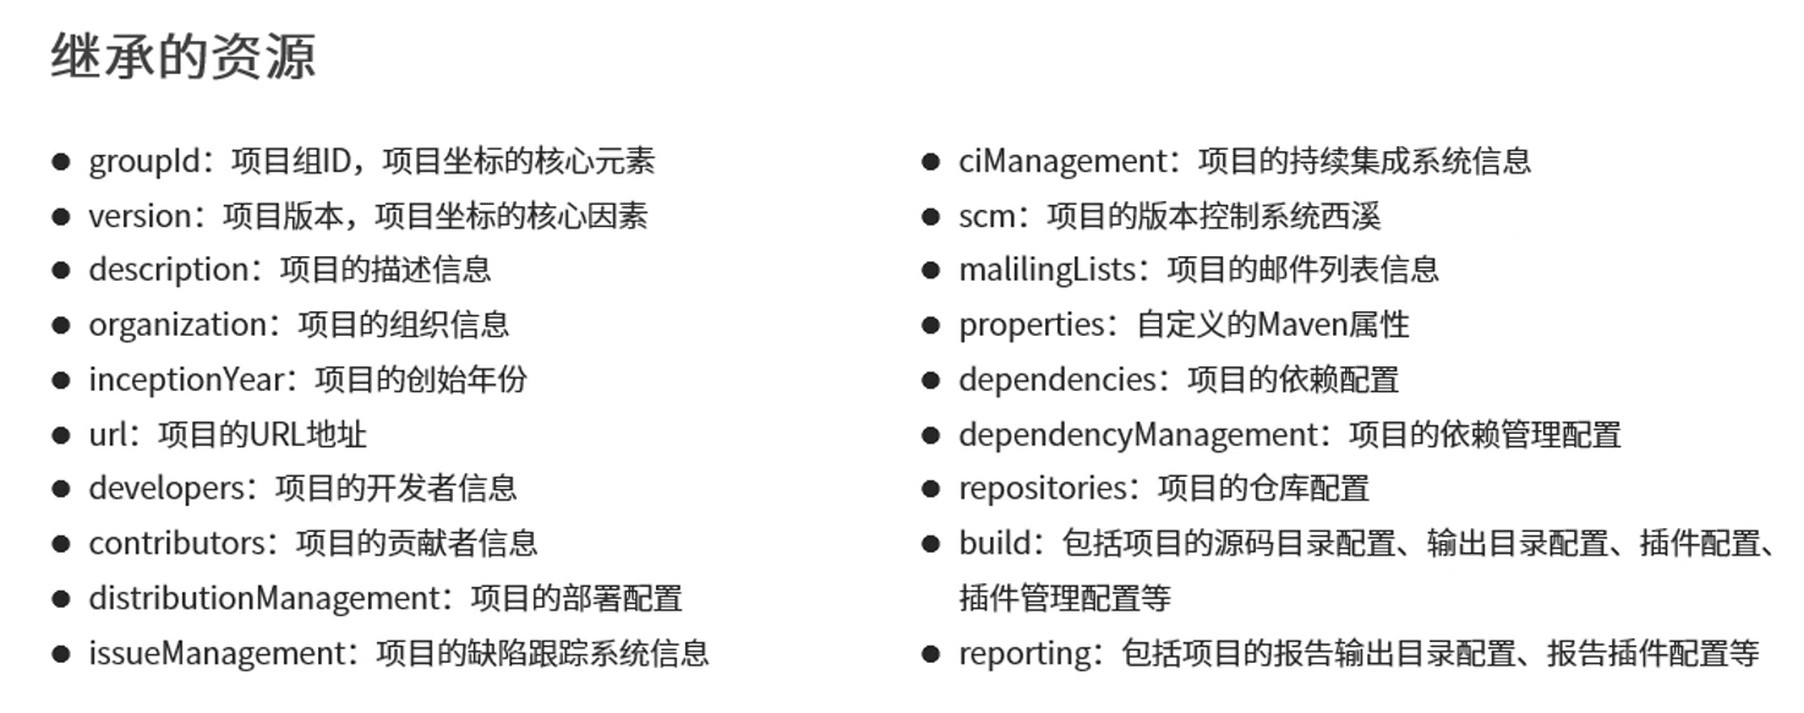 继承的资源
● groupId：项目组ID，项目坐标的核心元素
● version：项目版本，项目坐标的核心因素
● description：项目的描述信息
● organization：项目的组织信息
● inceptionYear：项目的创始年份
● url：项目的URL地址
● developers：项目的开发者信息
● contributors：项目的贡献者信息
● distributionManagement：项目的部署配置
● issueManagement：项目的缺陷跟踪系统信息
● ciManagement：项目的持续集成系统信息
● scm：项目的版本控制系统西溪
● malilingLists：项目的邮件列表信息
● properties：自定义的Maven属性
● dependencies：项目的依赖配置
● dependencyManagement：项目的依赖管理配置
● repositories：项目的仓库配置
● build：包括项目的源码目录配置、输出目录配置、插件配置、
插件管理配置等
● reporting：包括项目的报告输出目录配置、报告插件配置等